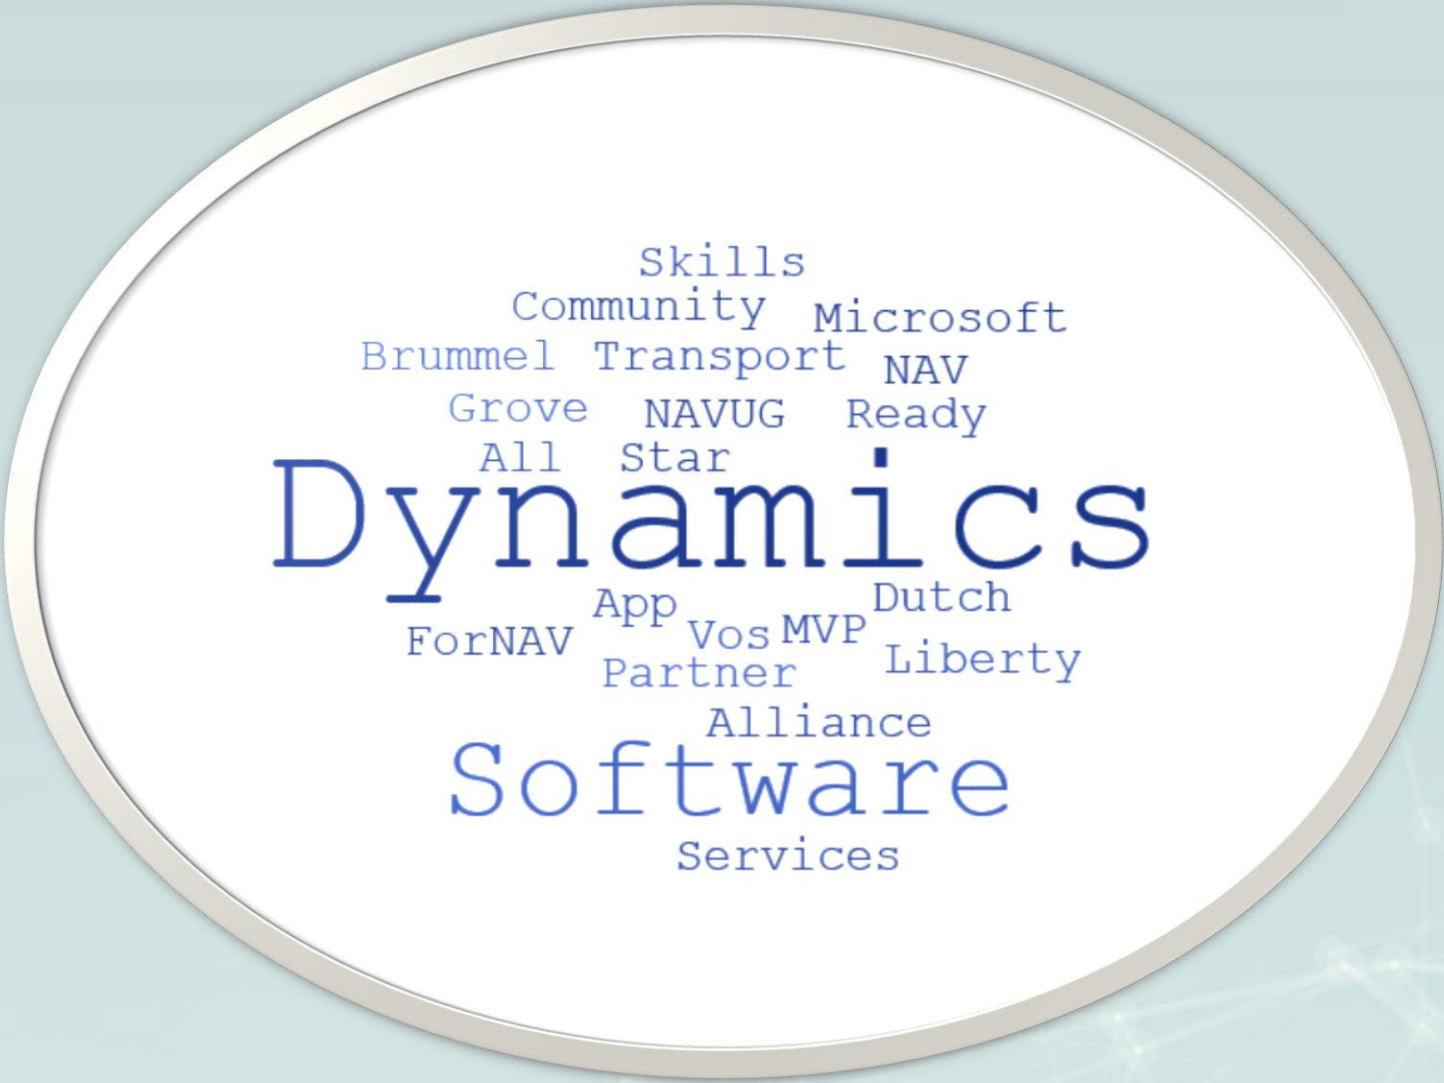 Skills
Community Microsoft
Brummel Transport NAV
Grove NAVUG Ready
All Star
Dynamics
App Dutch
ForNAV Vos MVP
Partner Liberty
Alliance
Software
Services